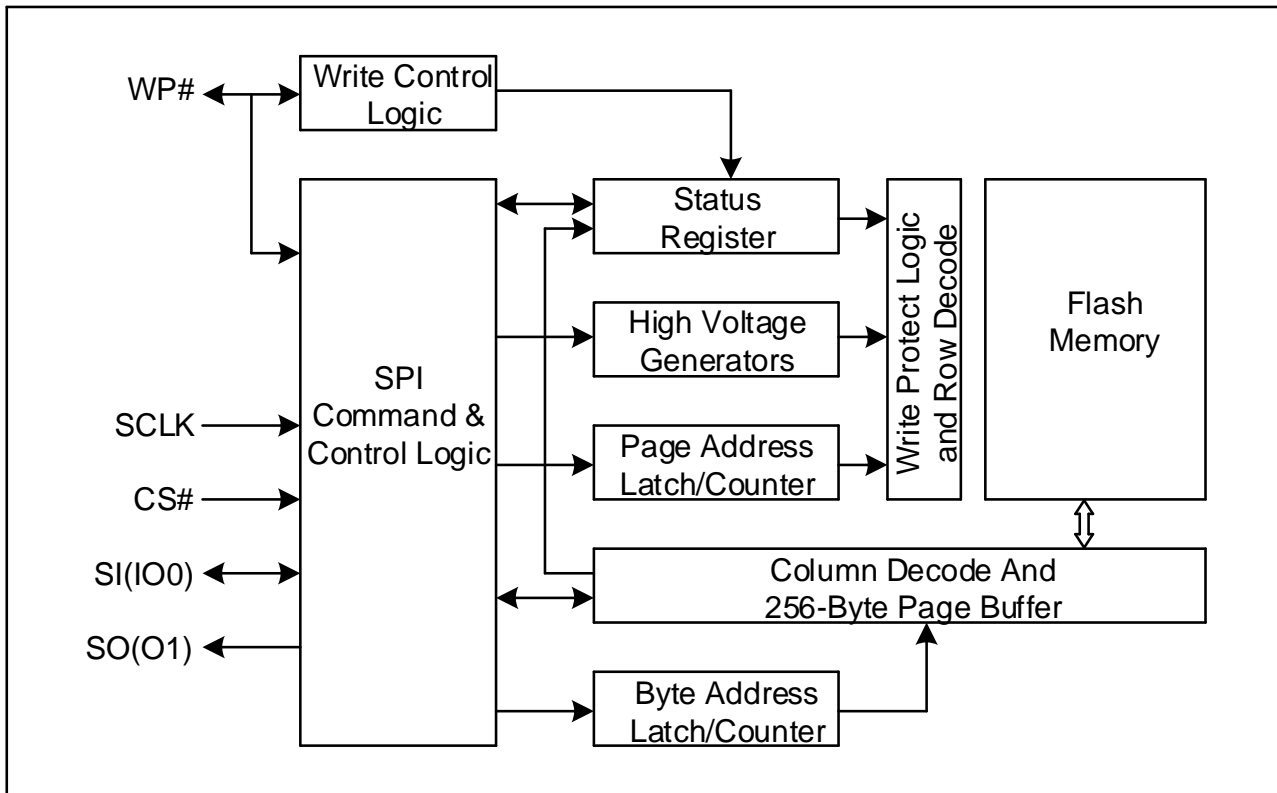 WP#
Write Control
Logic
Status
Register
High Voltage
Generators
Page Address
Latch/Counter
Write Protect Logic
and Row Decode
Flash
Memory
SPI
Command &
Control Logic
SCLK
CS#
SI(IO0)
SO(O1)
Column Decode And
256-Byte Page Buffer
Byte Address
Latch/Counter